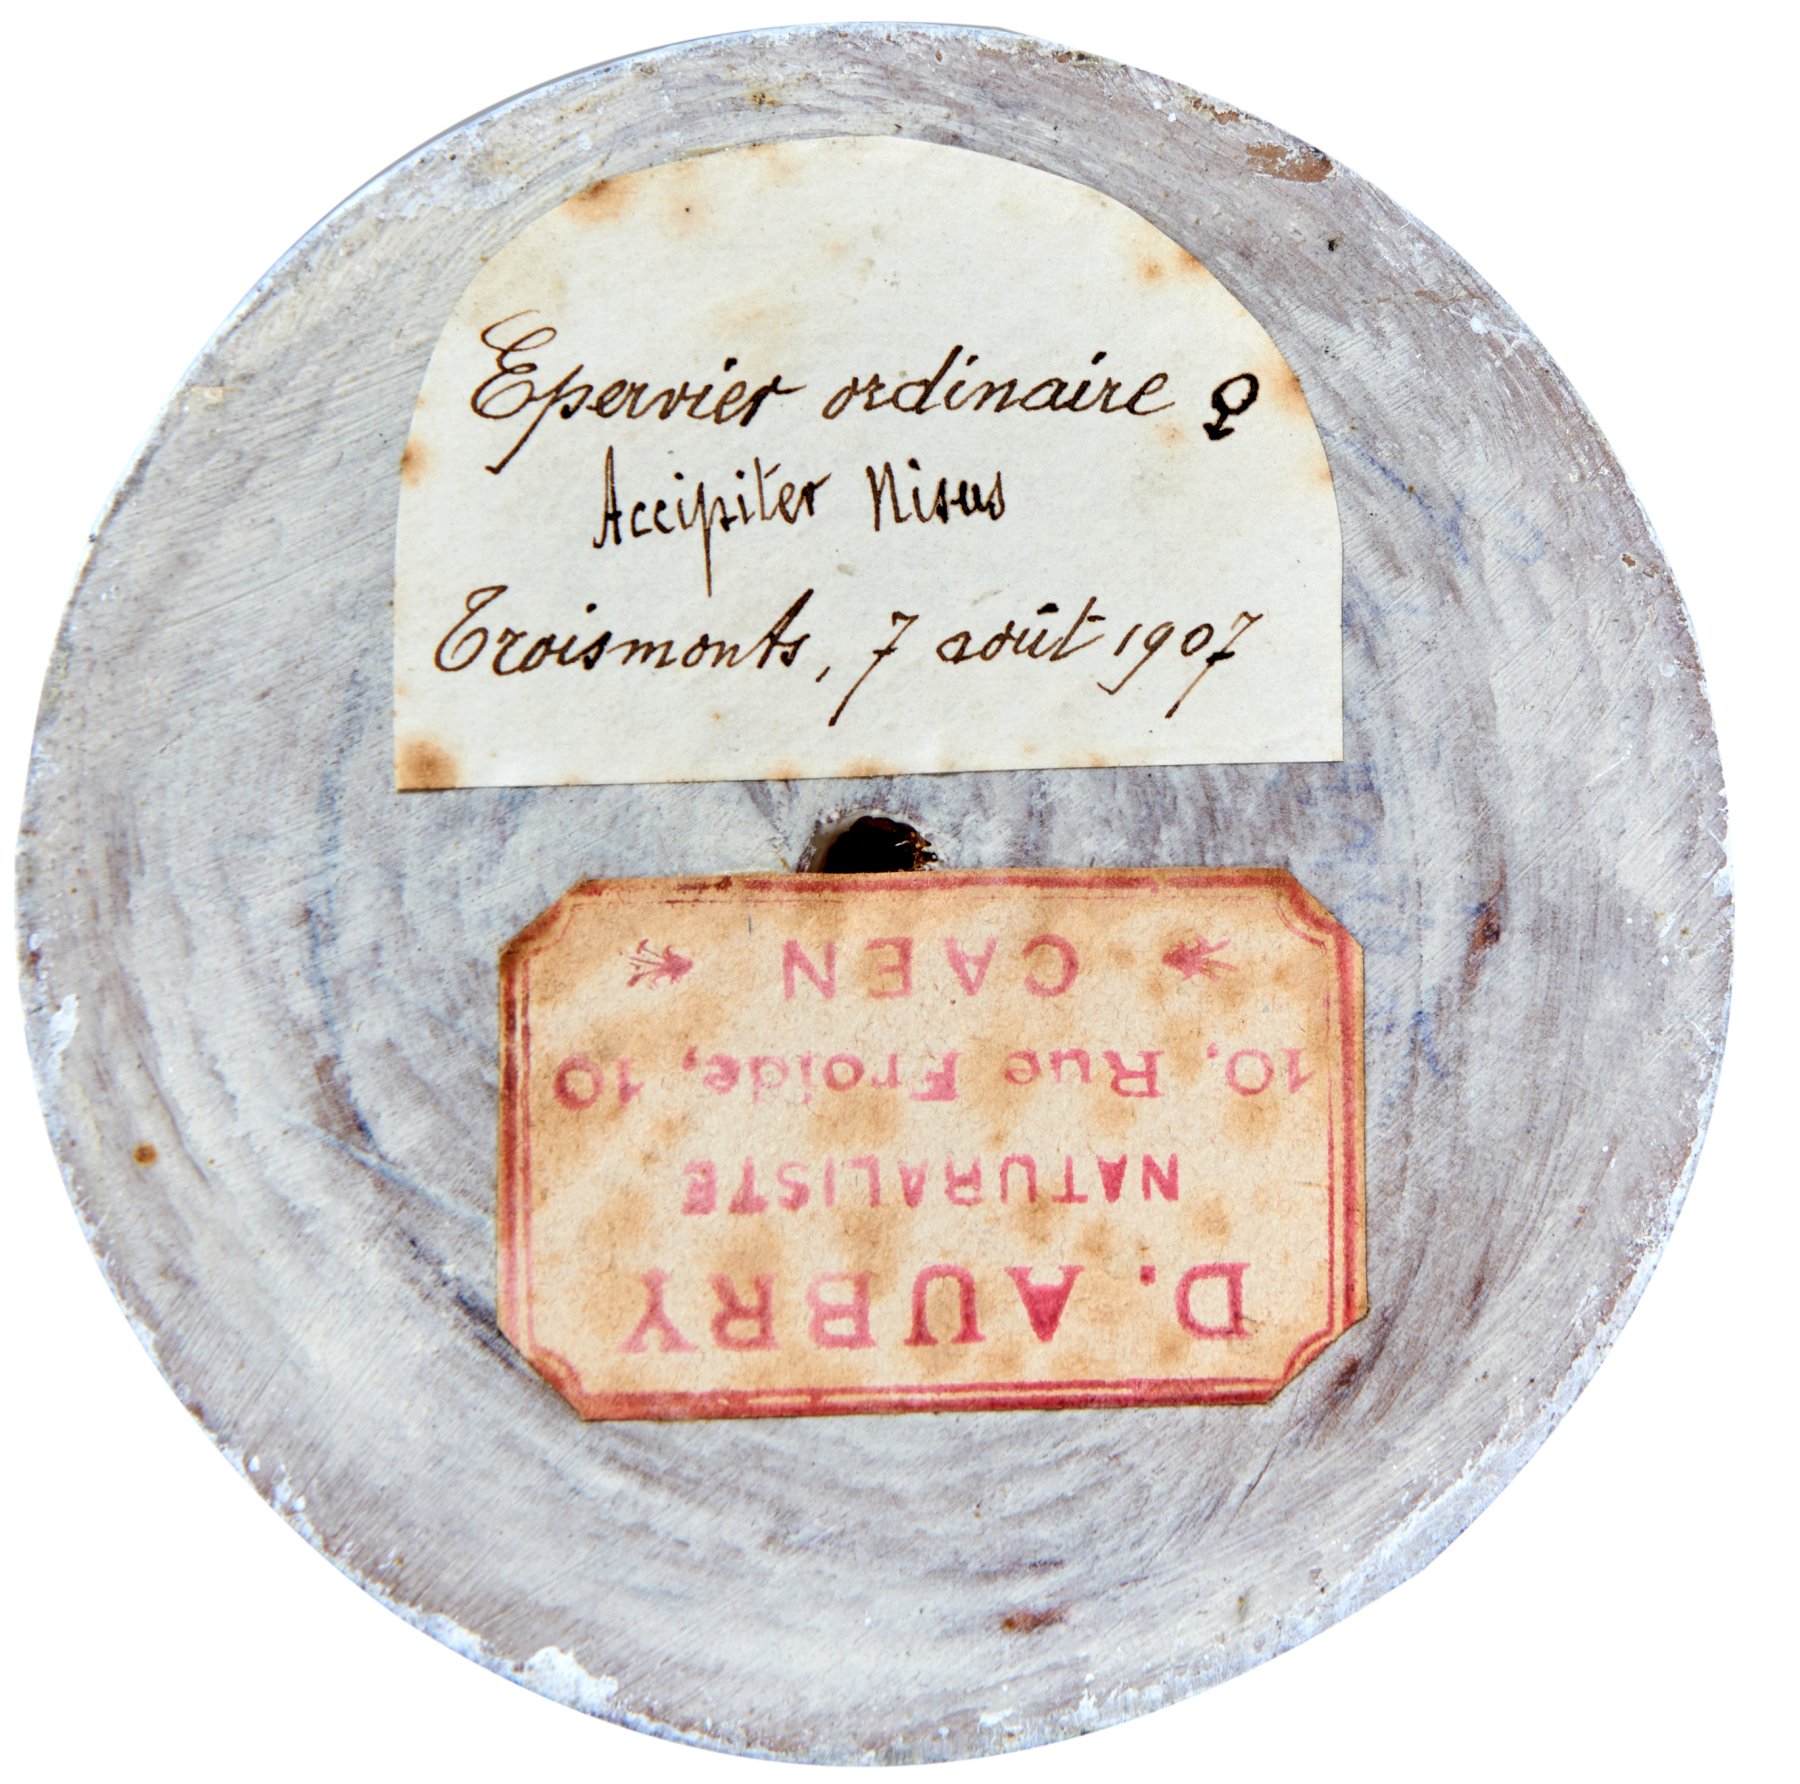 Epervier ordinaire ♂
Accipiter Nisus
Troismonts, 7 août 1907
D. AUBRY
NATURALISTE
10, Rue Froide, 10
CAEN